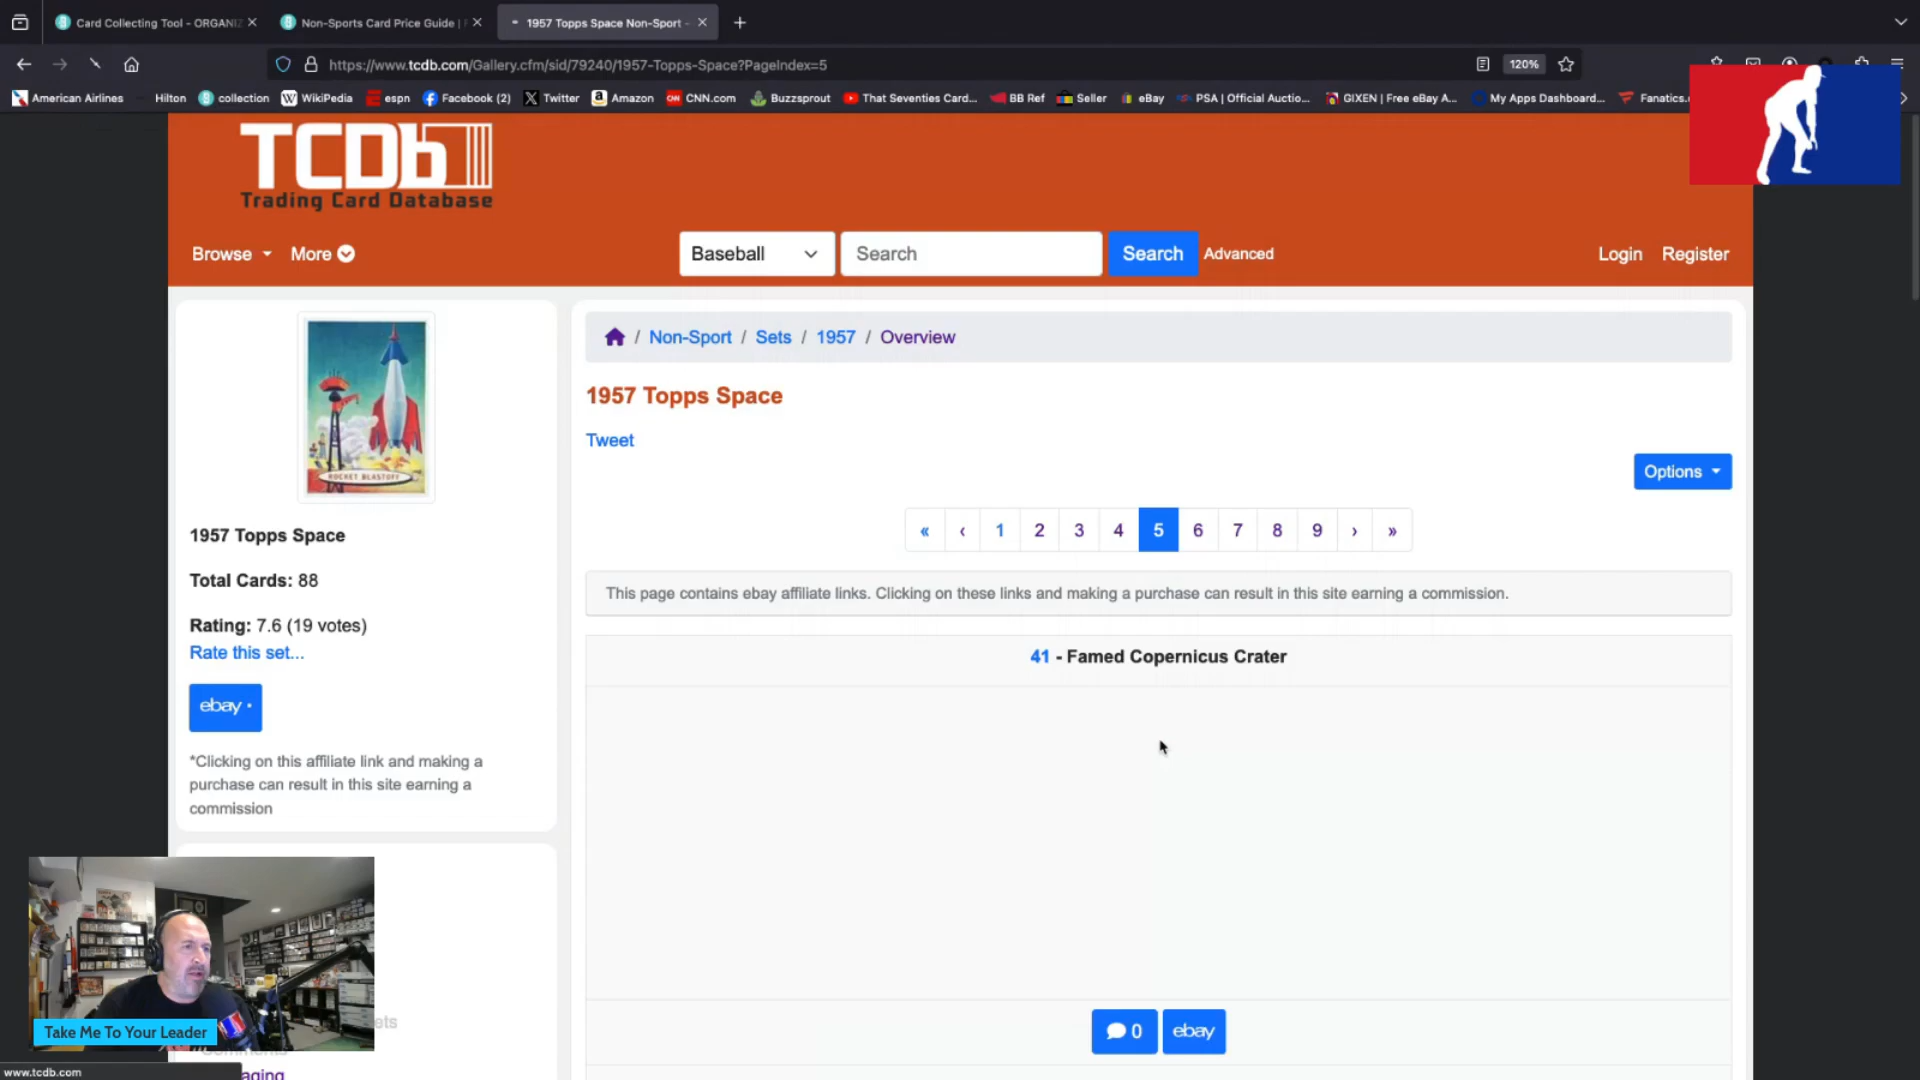 Card Collecting Tool - ORGANIZ
Non-Sports Card Price Guide |
1957 Topps Space Non-Sport -
https://www.tcdb.com/Gallery.cfm/sid/79240/1957-Topps-Space?PageIndex=5
120%
American Airlines
Hilton
collection
WikiPedia
espn
Facebook (2)
Twitter
Amazon
CNN.com
Buzzsprout
That Seventies Card...
BB Ref
Seller
eBay
PSA | Official Auctio...
GIXEN | Free eBay A...
My Apps Dashboard...
Fanatics.
TCDb
Trading Card Database
Browse
More
Baseball
Search
Search
Advanced
Login
Register
ROCKET BLASTOFF
1957 Topps Space
Total Cards: 88
Rating: 7.6 (19 votes)
Rate this set...
ebay
*Clicking on this affiliate link and making a
purchase can result in this site earning a
commission
/ Non-Sport / Sets / 1957 / Overview
1957 Topps Space
Tweet
Options
« ‹ 1 2 3 4 5 6 7 8 9 › »
This page contains ebay affiliate links. Clicking on these links and making a purchase can result in this site earning a commission.
41 - Famed Copernicus Crater
0
ebay
Take Me To Your Leader
www.tcdb.com